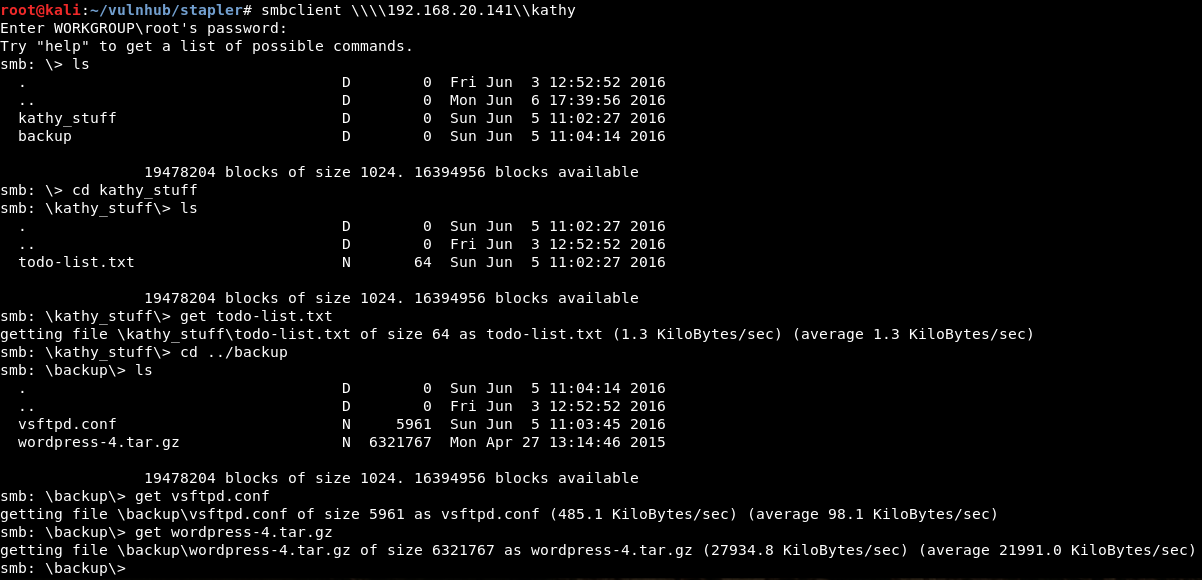 root@kali:~/vulnhub/stapler# smbclient \\\\192.168.20.141\\kathy
Enter WORKGROUP\root's password:
Try "help" to get a list of possible commands.
smb: \> ls
  .                                   D        0  Fri Jun  3 12:52:52 2016
  ..                                  D        0  Mon Jun  6 17:39:56 2016
  kathy_stuff                         D        0  Sun Jun  5 11:02:27 2016
  backup                              D        0  Sun Jun  5 11:04:14 2016

                19478204 blocks of size 1024. 16394956 blocks available
smb: \> cd kathy_stuff
smb: \kathy_stuff\> ls
  .                                   D        0  Sun Jun  5 11:02:27 2016
  ..                                  D        0  Fri Jun  3 12:52:52 2016
  todo-list.txt                       N       64  Sun Jun  5 11:02:27 2016

                19478204 blocks of size 1024. 16394956 blocks available
smb: \kathy_stuff\> get todo-list.txt
getting file \kathy_stuff\todo-list.txt of size 64 as todo-list.txt (1.3 KiloBytes/sec) (average 1.3 KiloBytes/sec)
smb: \kathy_stuff\> cd ../backup
smb: \backup\> ls
  .                                   D        0  Sun Jun  5 11:04:14 2016
  ..                                  D        0  Fri Jun  3 12:52:52 2016
  vsftpd.conf                         N     5961  Sun Jun  5 11:03:45 2016
  wordpress-4.tar.gz                  N  6321767  Mon Apr 27 13:14:46 2015

                19478204 blocks of size 1024. 16394956 blocks available
smb: \backup\> get vsftpd.conf
getting file \backup\vsftpd.conf of size 5961 as vsftpd.conf (485.1 KiloBytes/sec) (average 98.1 KiloBytes/sec)
smb: \backup\> get wordpress-4.tar.gz
getting file \backup\wordpress-4.tar.gz of size 6321767 as wordpress-4.tar.gz (27934.8 KiloBytes/sec) (average 21991.0 KiloBytes/sec)
smb: \backup\>